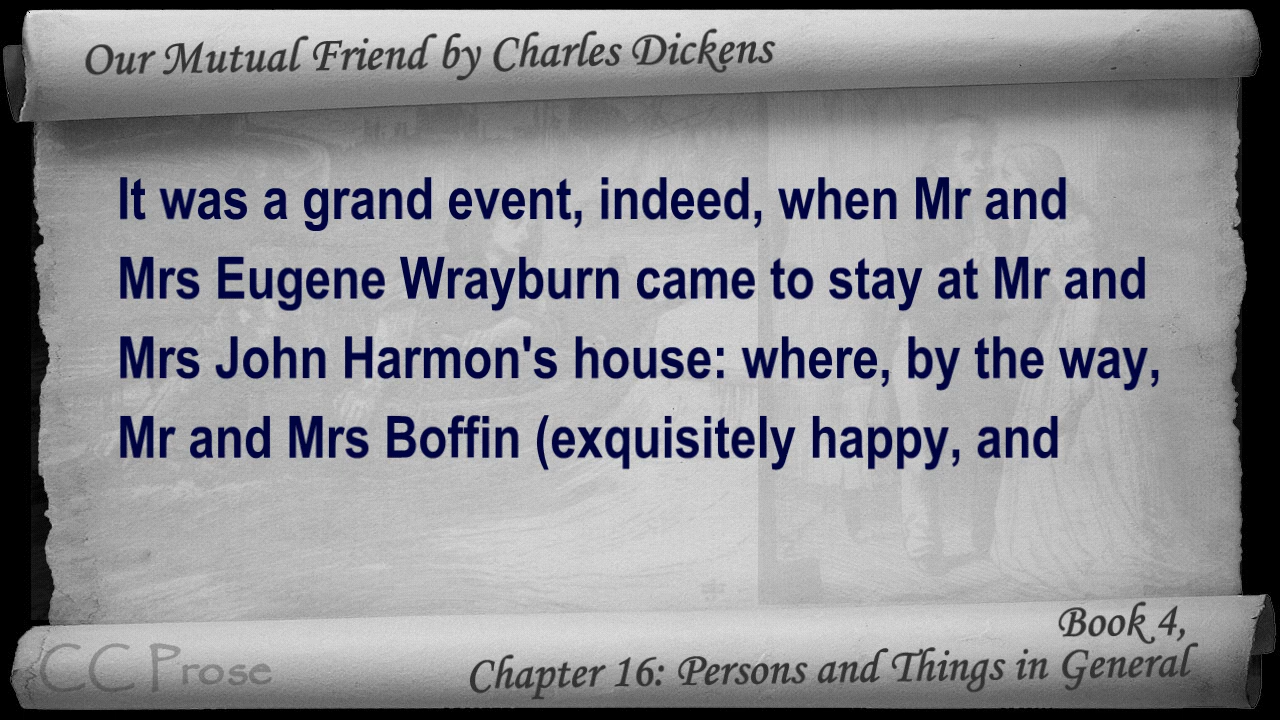 Our Mutual Friend by Charles Dickens
It was a grand event, indeed, when Mr and
Mrs Eugene Wrayburn came to stay at Mr and
Mrs John Harmon's house: where, by the way,
Mr and Mrs Boffin (exquisitely happy, and
Book 4,
Chapter 16: Persons and Things in General
CC Prose